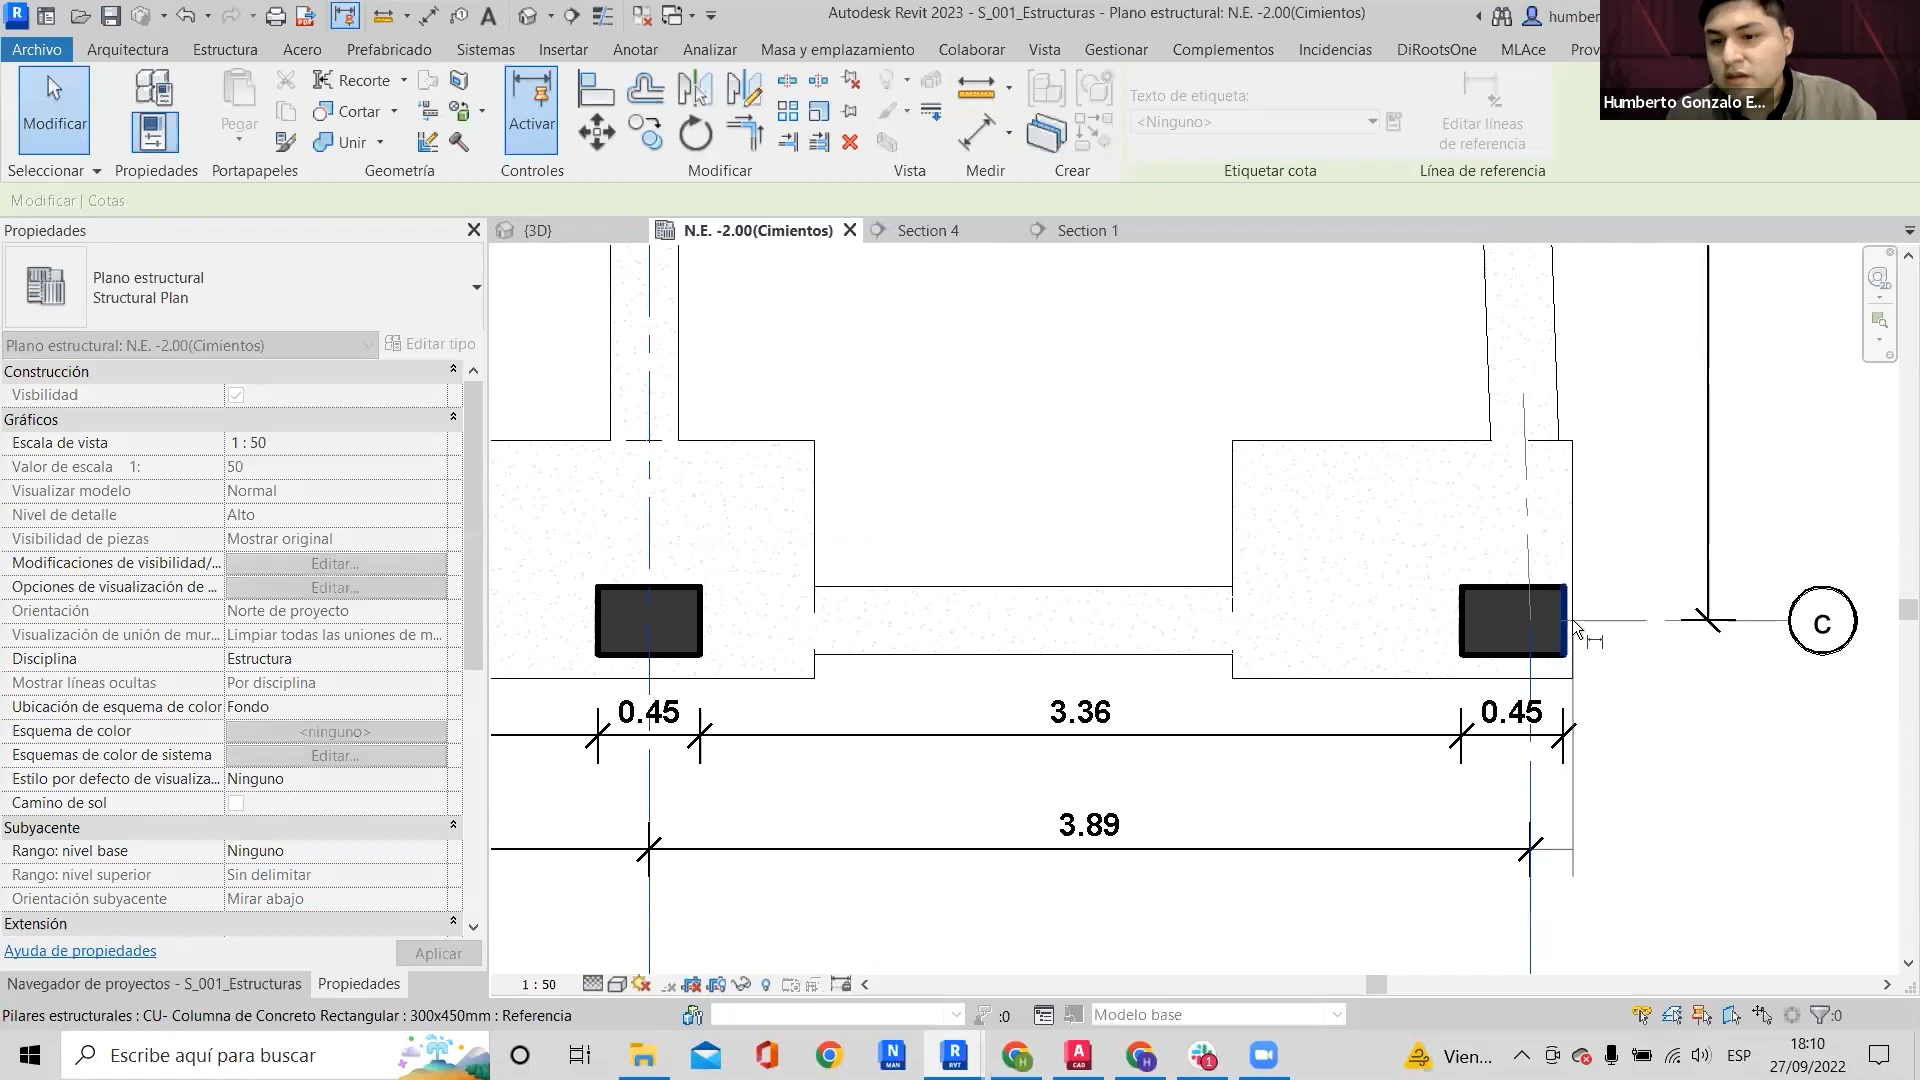 Autodesk Revit 2023 - S_001_Estructuras - Plano estructural: N.E. -2.00(Cimientos)
humber
Archivo Arquitectura Estructura Acero Prefabricado Sistemas Insertar Anotar Analizar Masa y emplazamiento Colaborar Vista Gestionar Complementos Incidencias DiRootsOne MLAce Prov
Humberto Gonzalo E...
Modificar
Pegar
Recorte
Cortar
Unir
Activar
Texto de etiqueta:
<Ninguno>
Editar líneas
de referencia
Seleccionar Propiedades Portapapeles Geometría Controles Modificar Vista Medir Crear Etiquetar cota Línea de referencia
Modificar | Cotas
Propiedades
{3D} N.E. -2.00(Cimientos) Section 4 Section 1
Plano estructural
Structural Plan
Plano estructural: N.E. -2.00(Cimientos) Editar tipo
Construcción
Visbilidad
Gráficos
Escala de vista 1 : 50
Valor de escala 1: 50
Visualizar modelo Normal
Nivel de detalle Alto
Visibilidad de piezas Mostrar original
Modificaciones de visibilidad/... Editar...
Opciones de visualización de ... Editar...
Orientación Norte de proyecto
Visualización de unión de mur... Limpiar todas las uniones de m...
Disciplina Estructura
Mostrar líneas ocultas Por disciplina
Ubicación de esquema de color Fondo
Esquema de color <ninguno>
Esquemas de color de sistema Editar...
Estilo por defecto de visualiza... Ninguno
Camino de sol
Subyacente
Rango: nivel base Ninguno
Rango: nivel superior Sin delimitar
Orientación subyacente Mirar abajo
Extensión
Ayuda de propiedades Aplicar
Navegador de proyectos - S_001_Estructuras Propiedades
2D
C
0.45 3.36 0.45
3.89
1 : 50
Pilares estructurales : CU- Columna de Concreto Rectangular : 300x450mm : Referencia
:0
Modelo base
:0
Escribe aquí para buscar
N
MAN
R
RVT
H
A
CAD
H
1
Vien...
ESP
18:10
27/09/2022